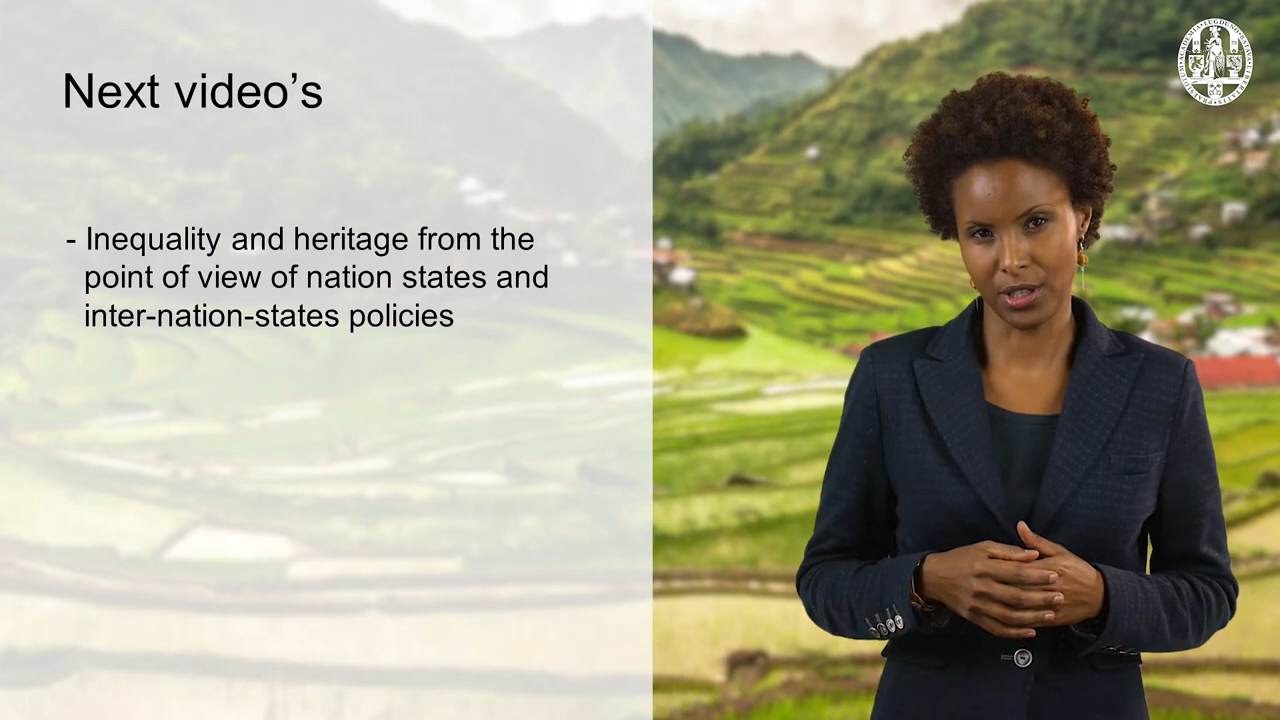 Next video’s
- Inequality and heritage from the
point of view of nation states and
inter-nation-states policies